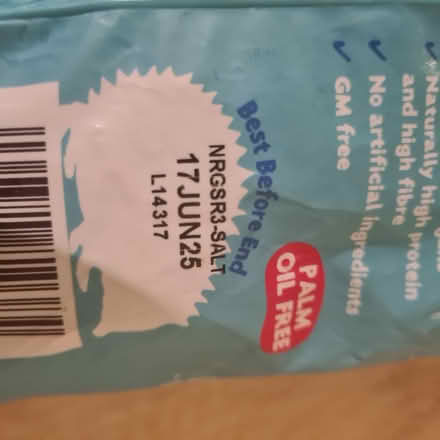 Naturally high protein
and high fibre
No artificial ingredients
GM free
PALM
OIL FREE
Best Before End
NRGSR3-SALT
17JUN25
L14317